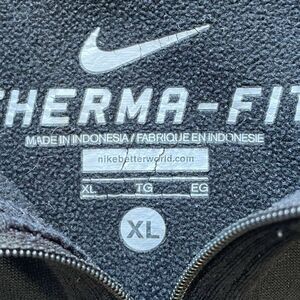 THERMA-FIT
MADE IN INDONESIA / FABRIQUE EN INDONESIE
nikebetterworld.com
XL TG EG
XL